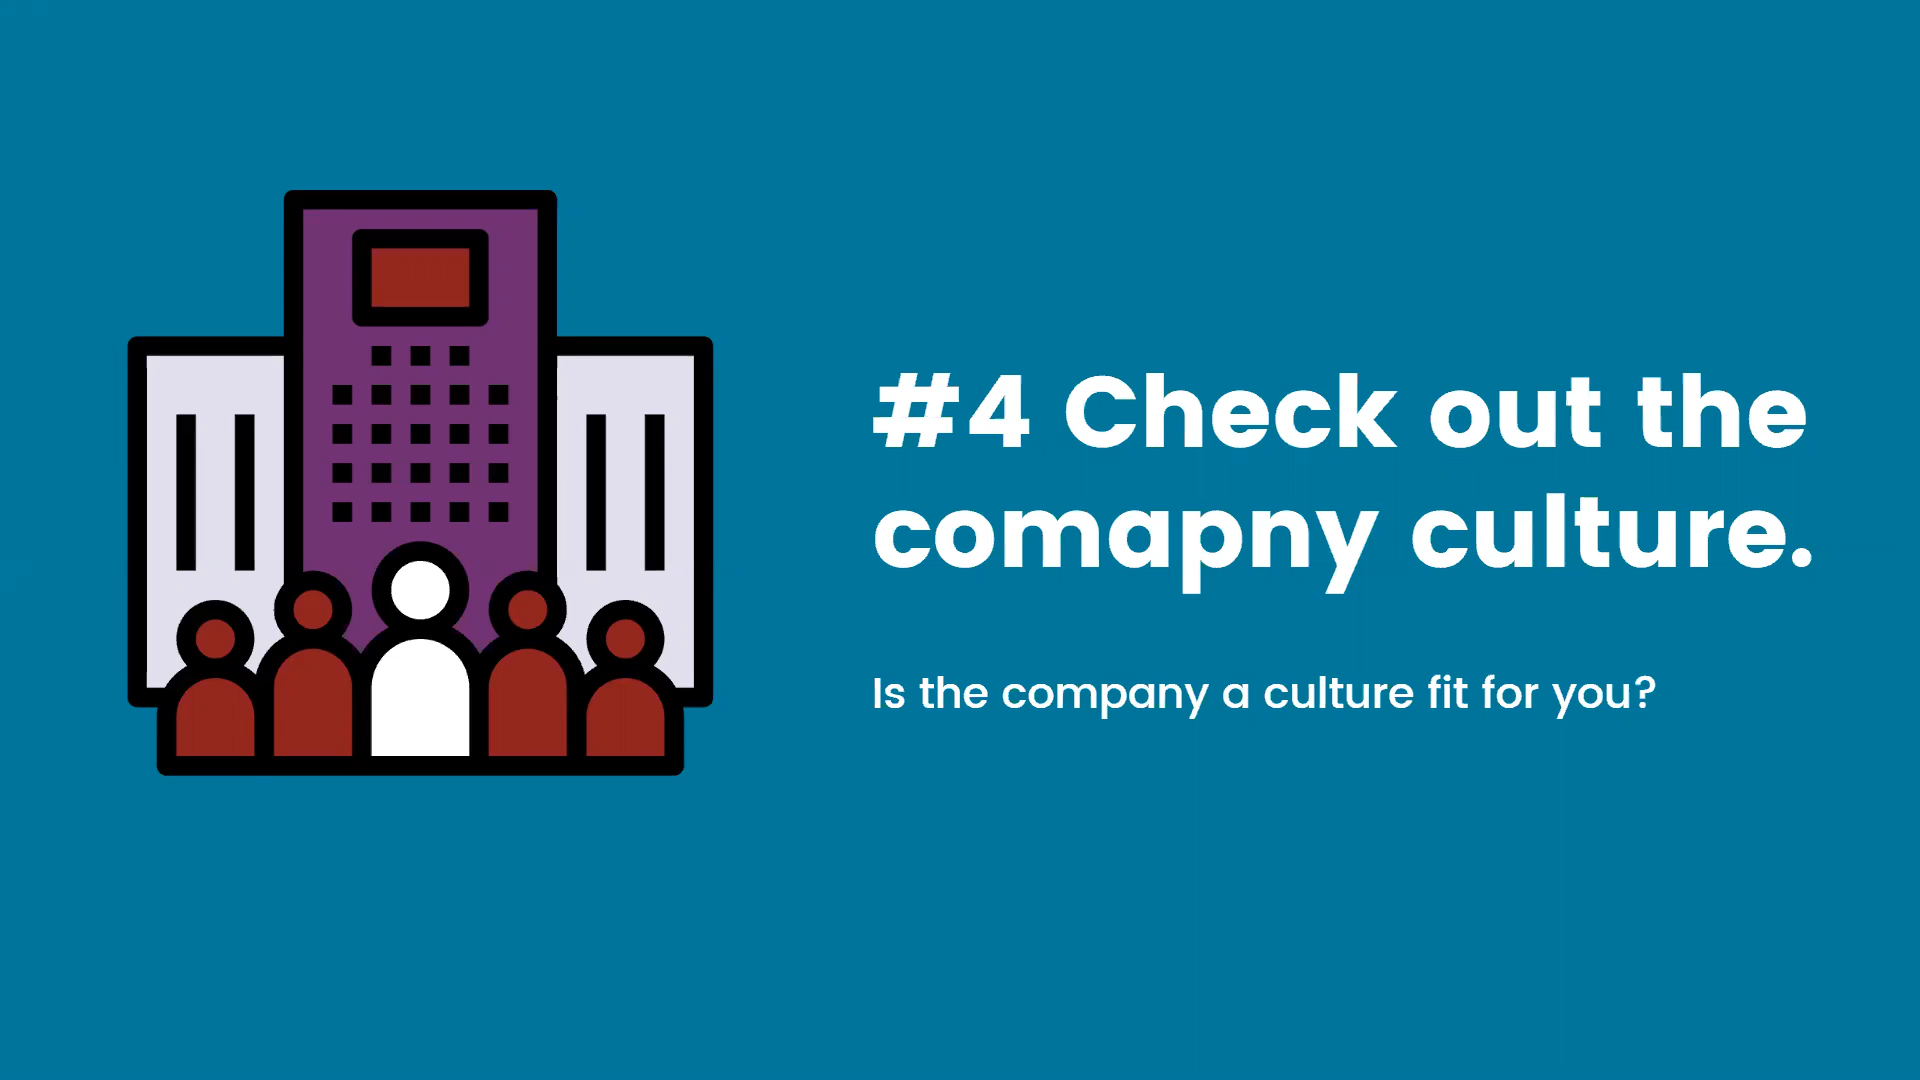 #4 Check out the
comapny culture.
Is the company a culture fit for you?